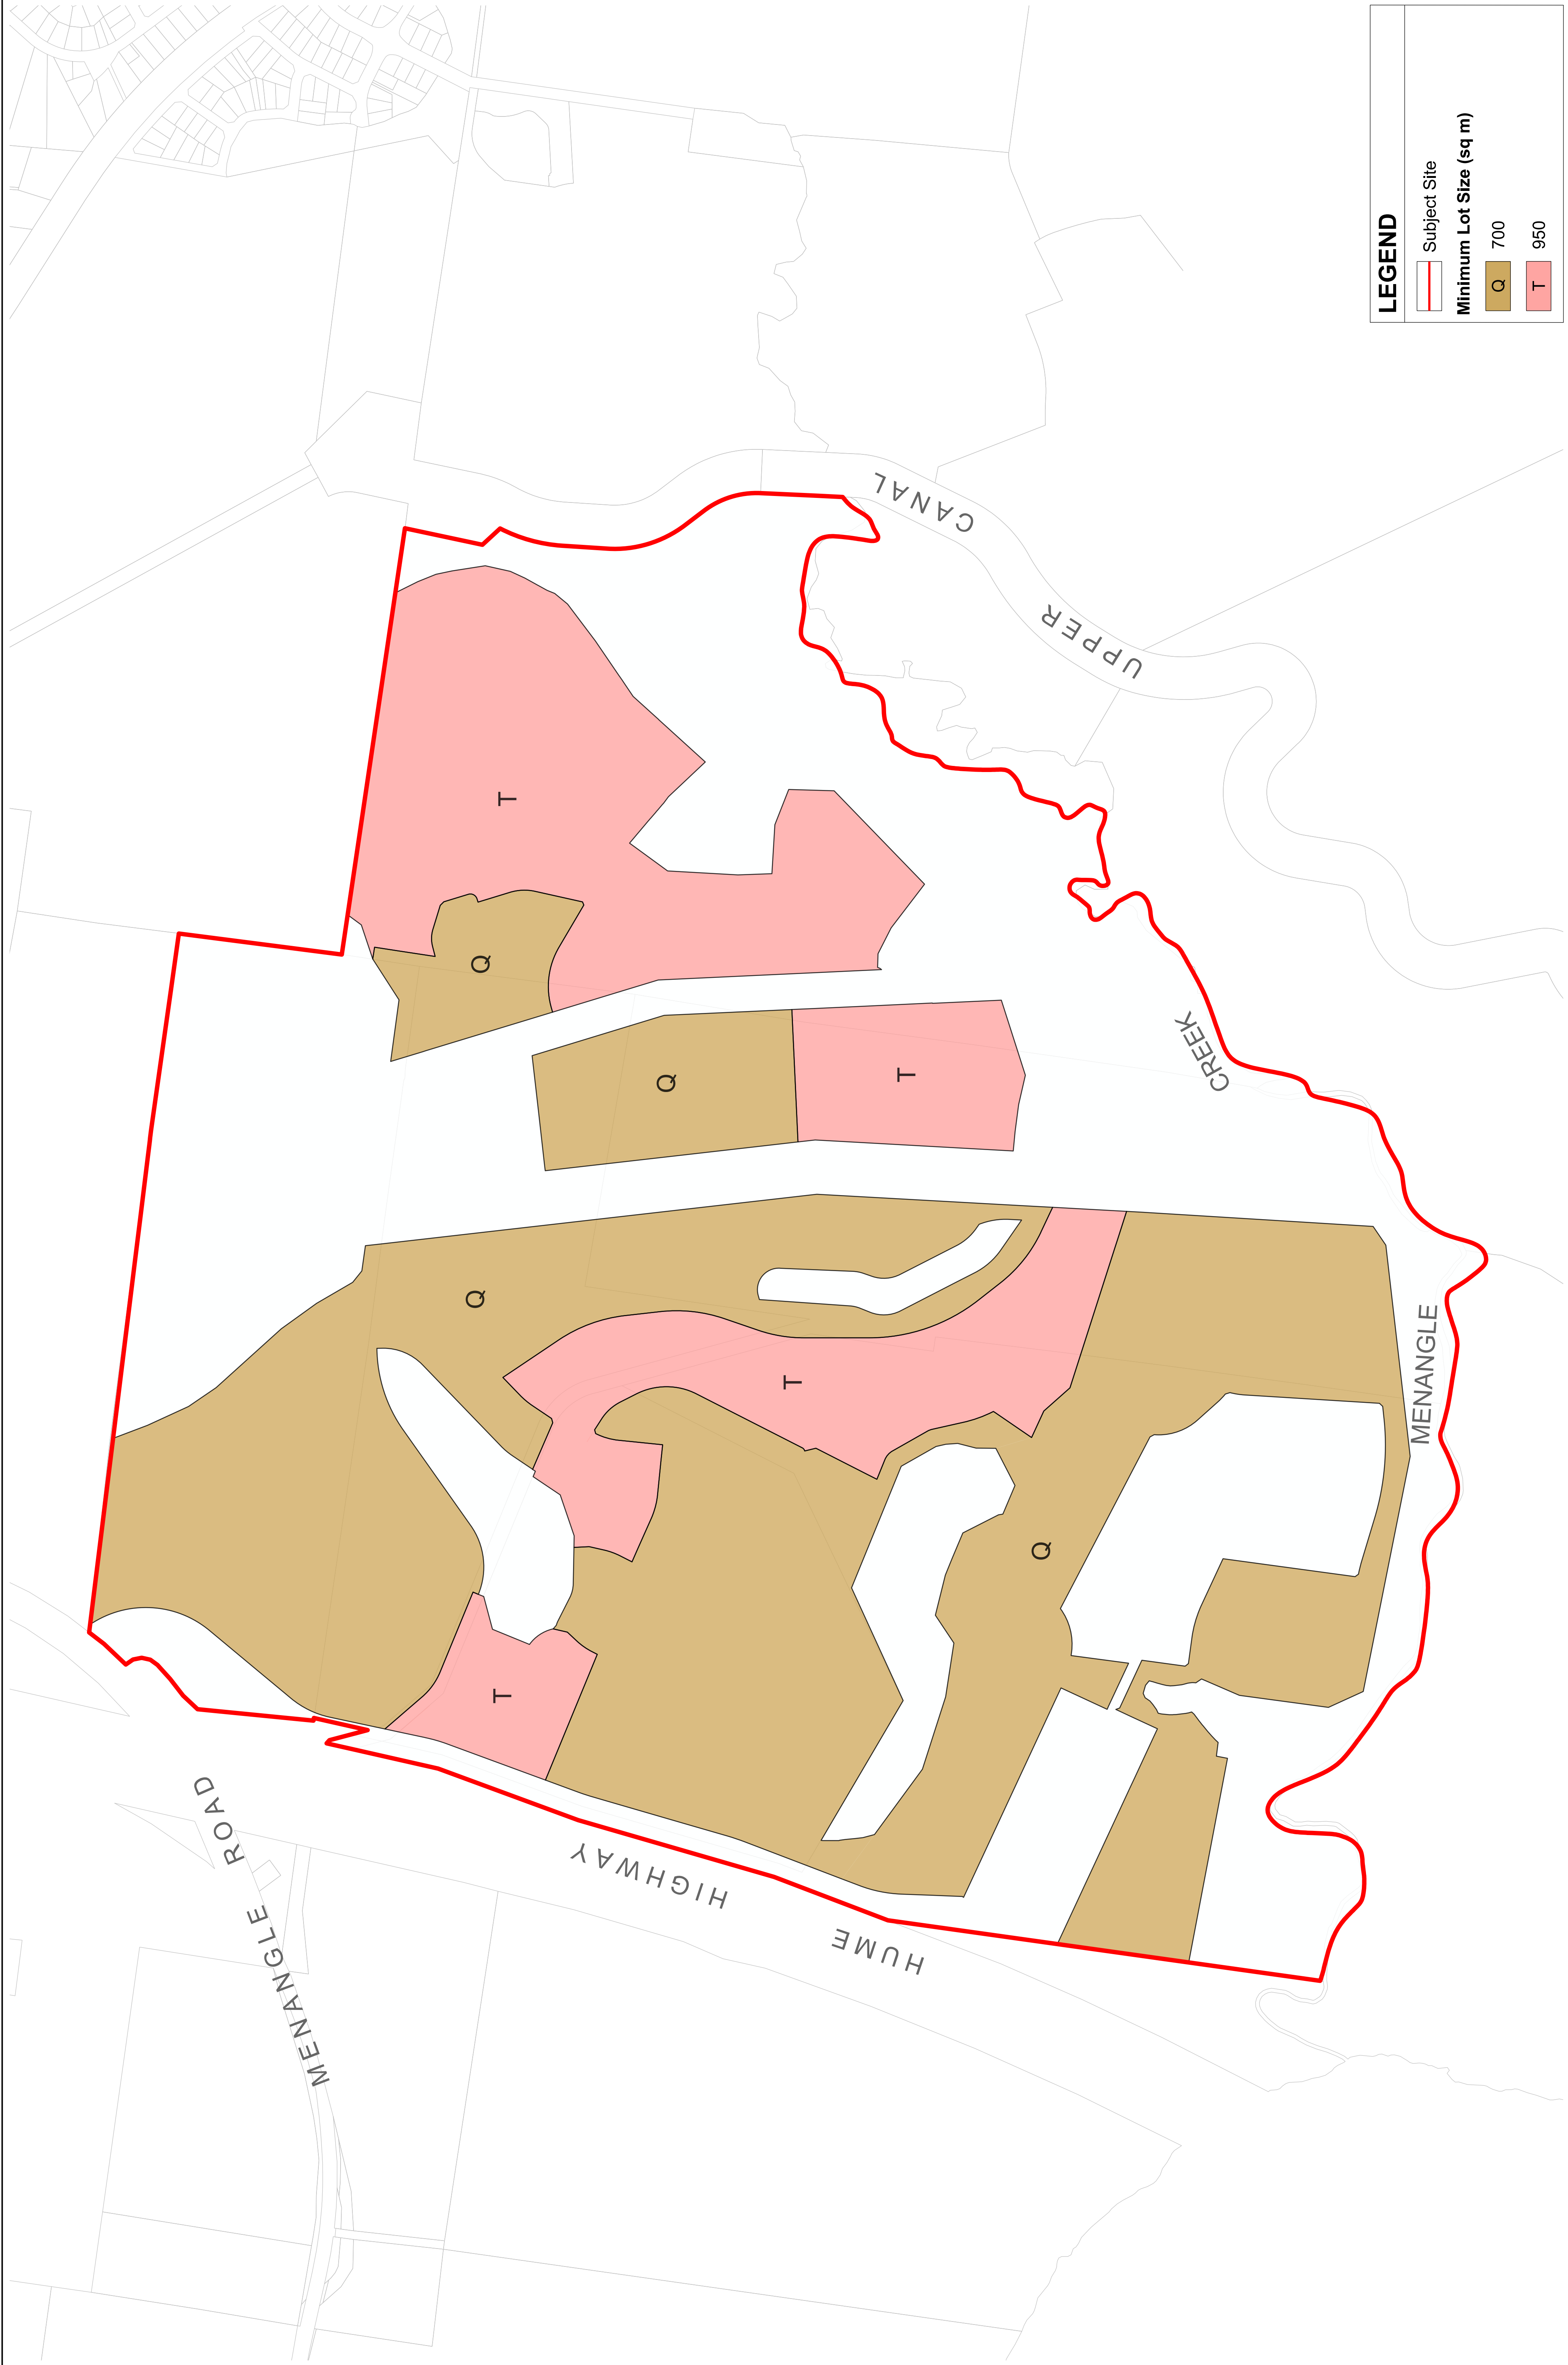 LEGEND
Subject Site
Minimum Lot Size (sq m)
Q 700
T 950
MENANGLE ROAD
HUME HIGHWAY
UPPER CANAL
MENANGLE CREEK
T
Q
Q
T
Q
T
T
Q